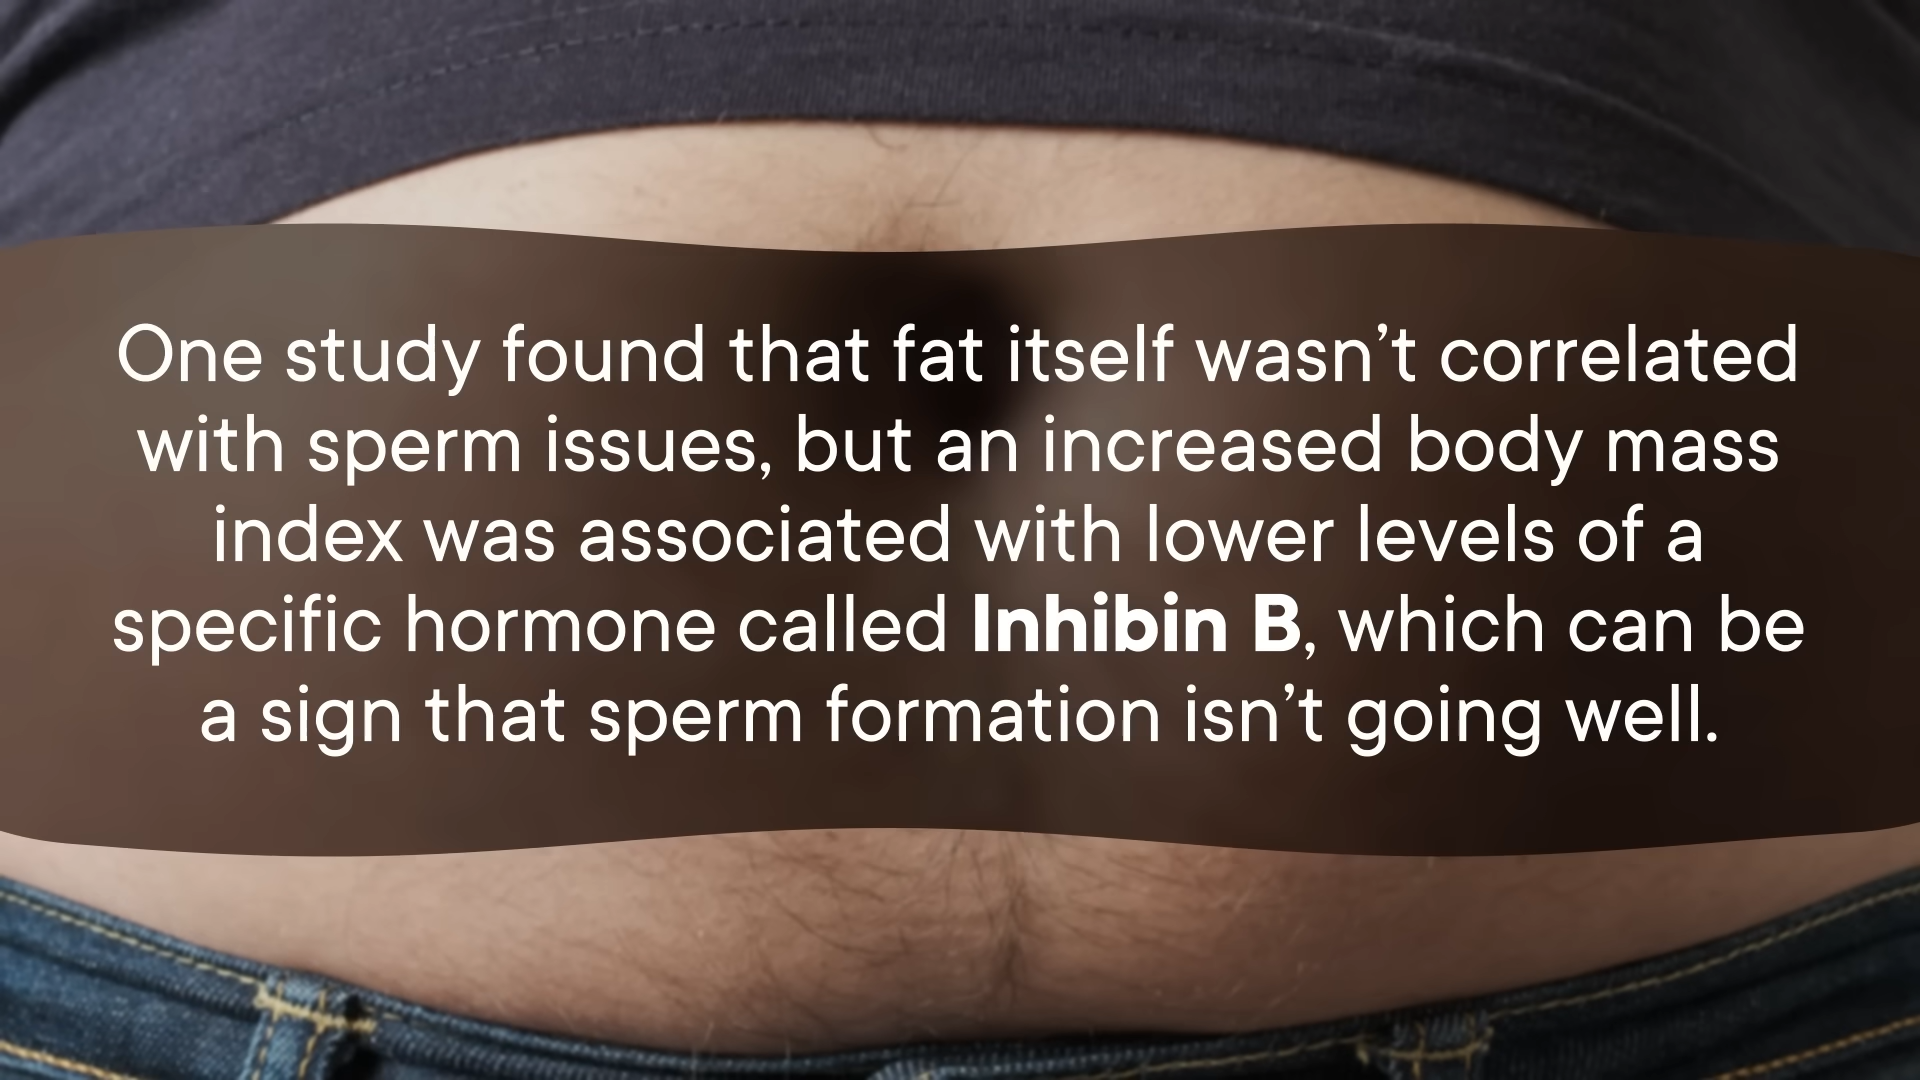 One study found that fat itself wasn’t correlated
with sperm issues, but an increased body mass
index was associated with lower levels of a
specific hormone called Inhibin B, which can be
a sign that sperm formation isn’t going well.